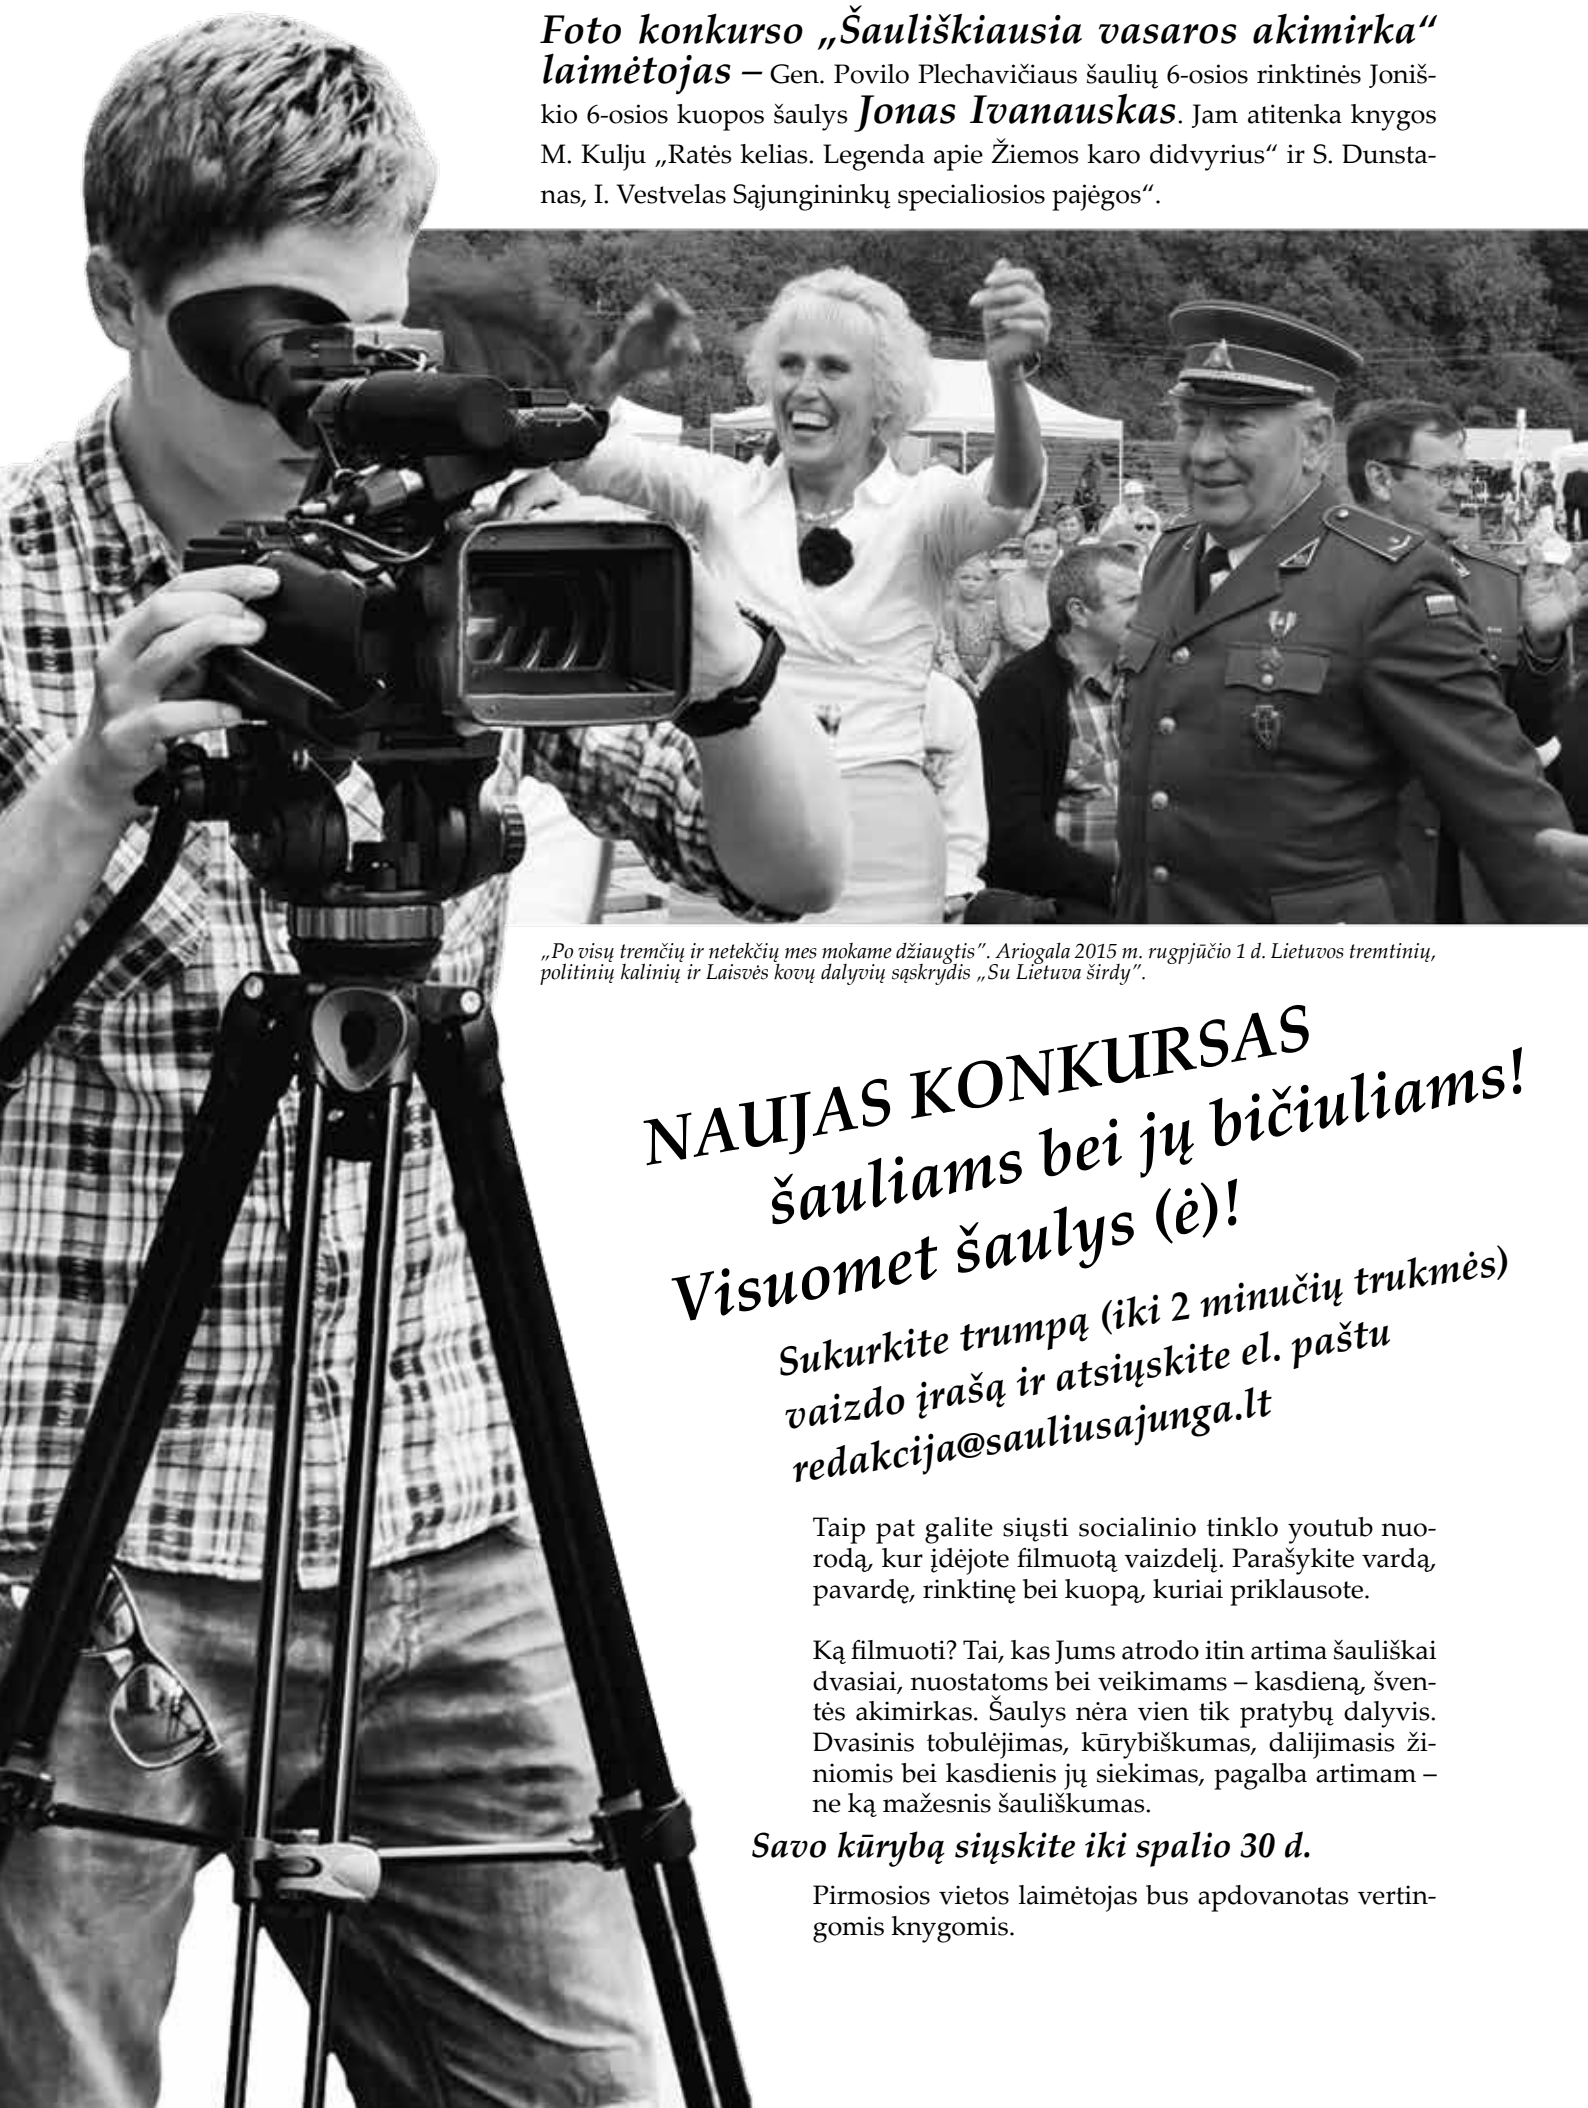 Foto konkurso „Šauliškiausia vasaros akimirka“
laimėtojas – Gen. Povilo Plechavičiaus šaulių 6-osios rinktinės Joniš-
kio 6-osios kuopos šaulys Jonas Ivanauskas. Jam atitenka knygos
M. Kulju „Ratės kelias. Legenda apie Žiemos karo didvyrius“ ir S. Dunsta-
nas, I. Vestvelas Sąjungininkų specialiosios pajėgos“.
„Po visų tremčių ir netekčių mes mokame džiaugtis”. Ariogala 2015 m. rugpjūčio 1 d. Lietuvos tremtinių,
politinių kalinių ir Laisvės kovų dalyvių sąskrydis „Su Lietuva širdy”.
NAUJAS KONKURSAS
šauliams bei jų bičiuliams!
Visuomet šaulys (ė)!
Sukurkite trumpą (iki 2 minučių trukmės)
vaizdo įrašą ir atsiųskite el. paštu
redakcija@sauliusajunga.lt
Taip pat galite siųsti socialinio tinklo youtub nuo-
rodą, kur įdėjote filmuotą vaizdelį. Parašykite vardą,
pavardę, rinktinę bei kuopą, kuriai priklausote.
Ką filmuoti? Tai, kas Jums atrodo itin artima šauliškai
dvasiai, nuostatoms bei veikimams – kasdieną, šven-
tės akimirkas. Šaulys nėra vien tik pratybų dalyvis.
Dvasinis tobulėjimas, kūrybiškumas, dalijimasis ži-
niomis bei kasdienis jų siekimas, pagalba artimam –
ne ką mažesnis šauliškumas.
Savo kūrybą siųskite iki spalio 30 d.
Pirmosios vietos laimėtojas bus apdovanotas vertin-
gomis knygomis.